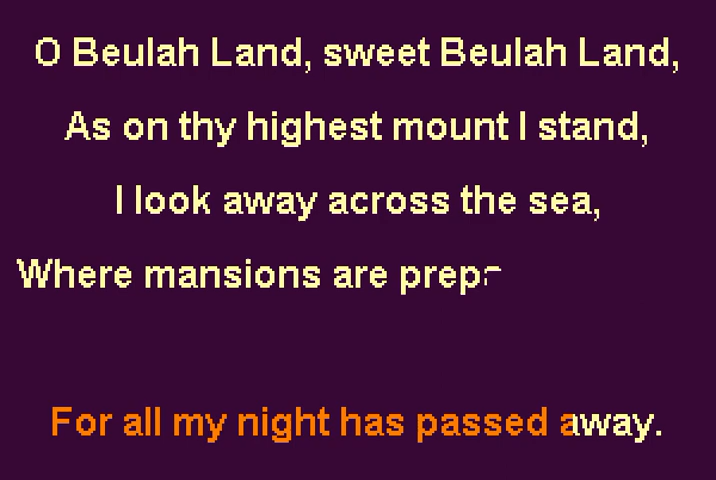 O Beulah Land, sweet Beulah Land,
As on thy highest mount I stand,
I look away across the sea,
Where mansions are prep
For all my night has passed away.